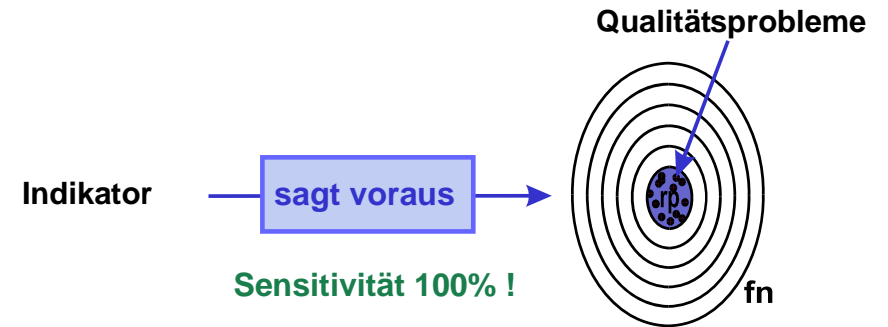 Qualitätsprobleme
Indikator
sagt voraus
rp
Sensitivität 100% !
fn